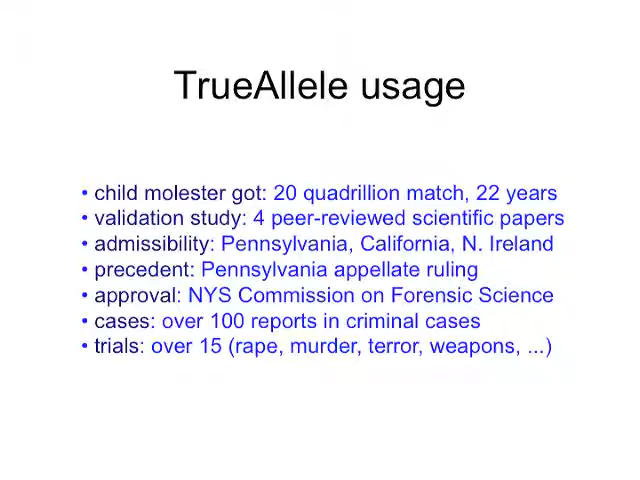 TrueAllele usage
• child molester got: 20 quadrillion match, 22 years
• validation study: 4 peer-reviewed scientific papers
• admissibility: Pennsylvania, California, N. Ireland
• precedent: Pennsylvania appellate ruling
• approval: NYS Commission on Forensic Science
• cases: over 100 reports in criminal cases
• trials: over 15 (rape, murder, terror, weapons, ...)